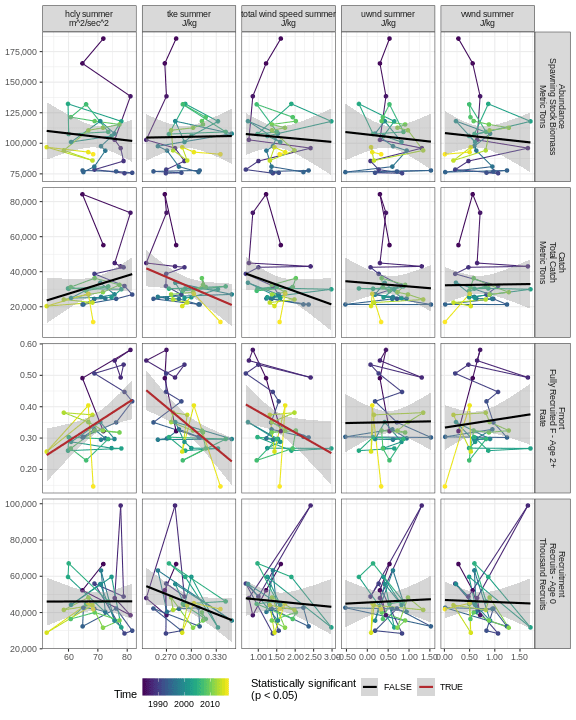 hdly summer
m^2/sec^2
tke summer
J/kg
total wind speed summer
J/kg
uwnd summer
J/kg
vwnd summer
J/kg
175,000
150,000
125,000
100,000
75,000
Abundance
Spawning Stock Biomass
Metric Tons
80,000
60,000
40,000
20,000
Catch
Total Catch
Metric Tons
0.60
0.50
0.40
0.30
0.20
Fmort
Fully Recruited F - Age 2+
Rate
100,000
80,000
60,000
40,000
20,000
Recruitment
Recruits - Age 0
Thousand Recruits
60 70 80
0.270 0.300 0.330
1.00 1.50 2.00 2.50 3.00
0.50 0.00 0.50 1.00 1.50
0.00 0.50 1.00 1.50
Time
1990 2000 2010
Statistically significant
(p < 0.05)
FALSE
TRUE